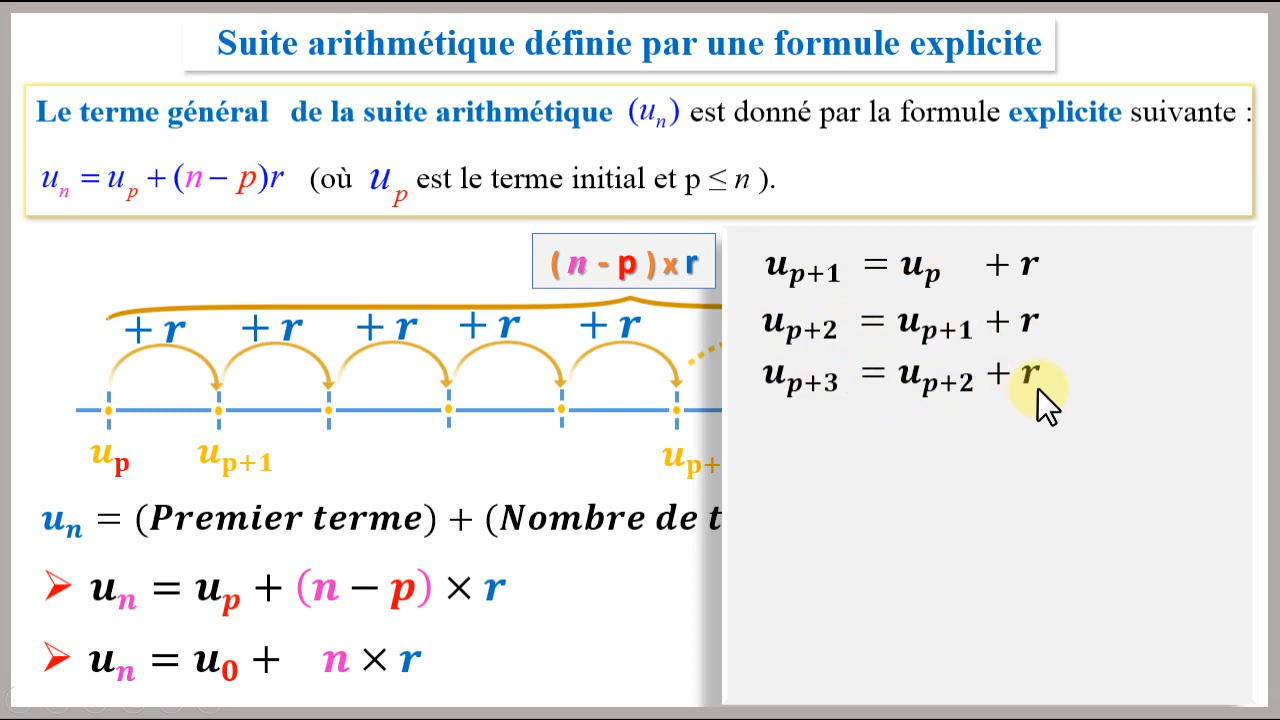 Suite arithmétique définie par une formule explicite
Le terme général de la suite arithmétique (uₙ) est donné par la formule explicite suivante :
uₙ = uₚ + (n − p)r (où uₚ est le terme initial et p ≤ n ).
( n - p ) x r
+ r + r + r + r + r
uₚ uₚ₊₁ uₚ₊
uₙ = (Premier terme) + (Nombre de t
➢ uₙ = uₚ + (n − p) × r
➢ uₙ = u₀ + n × r
uₚ₊₁ = uₚ + r
uₚ₊₂ = uₚ₊₁ + r
uₚ₊₃ = uₚ₊₂ + r